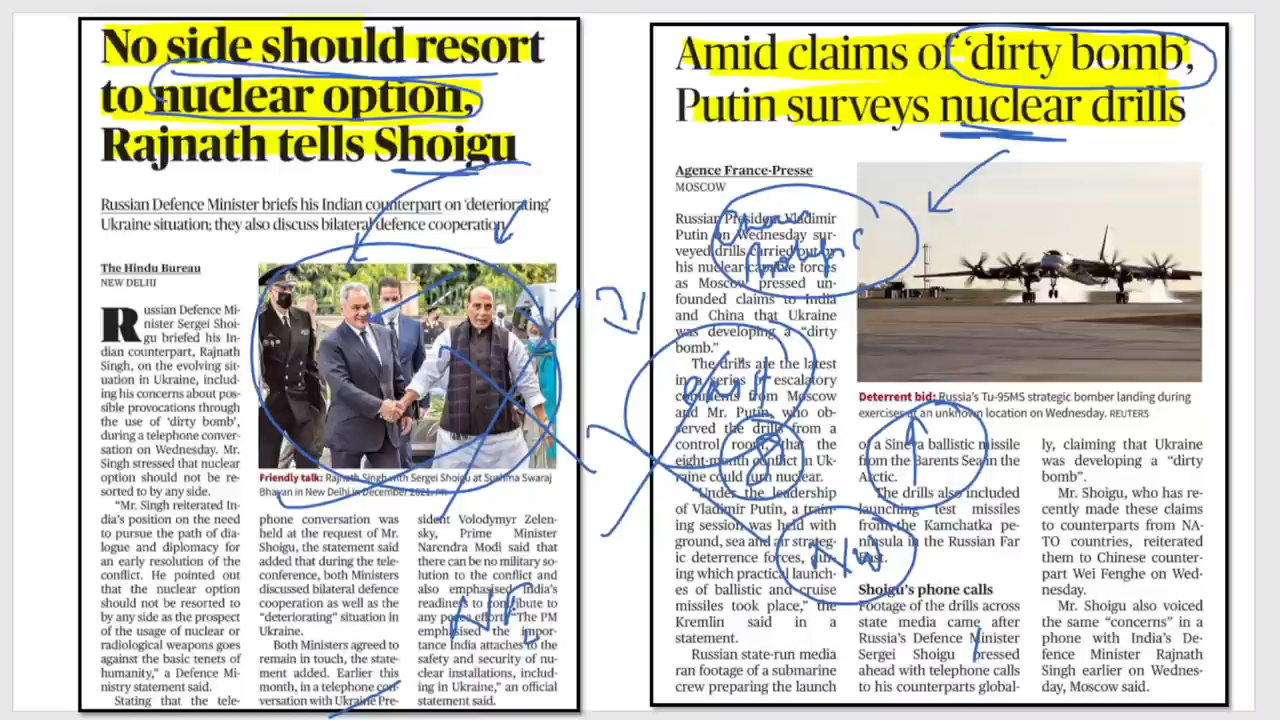 No side should resort
to nuclear option,
Rajnath tells Shoigu
Russian Defence Minister briefs his Indian counterpart on ‘deteriorating’
Ukraine situation; they also discuss bilateral defence cooperation
The Hindu Bureau
NEW DELHI
Russian Defence Mi-
nister Sergei Shoi-
gu briefed his In-
dian counterpart, Rajnath
Singh, on the evolving sit-
uation in Ukraine, includ-
ing his concerns about pos-
sible provocations through
the use of ‘dirty bomb’,
during a telephone conver-
sation on Wednesday. Mr.
Singh stressed that nuclear
option should not be re-
sorted to by any side.
“Mr. Singh reiterated In-
dia’s position on the need
to pursue the path of dia-
logue and diplomacy for
an early resolution of the
conflict. He pointed out
that the nuclear option
should not be resorted to
by any side as the prospect
of the usage of nuclear or
radiological weapons goes
against the basic tenets of
humanity,” a Defence Mi-
nistry statement said.
Stating that the tele-
Friendly talk: Rajnath Singh with Sergei Shoigu at Sushma Swaraj
Bhavan in New Delhi in December 2021.
phone conversation was
held at the request of Mr.
Shoigu, the statement said
added that during the tele-
conference, both Ministers
discussed bilateral defence
cooperation as well as the
“deteriorating” situation in
Ukraine.
Both Ministers agreed to
remain in touch, the state-
ment added. Earlier this
month, in a telephone con-
versation with Ukraine Pre-
sident Volodymyr Zelen-
sky, Prime Minister
Narendra Modi said that
there can be no military so-
lution to the conflict and
also emphasised India’s
readiness to contribute to
any peace efforts. “The PM
emphasised the impor-
tance India attaches to the
safety and security of nu-
clear installations, includ-
ing in Ukraine,” an official
statement said.
Amid claims of ‘dirty bomb’,
Putin surveys nuclear drills
Agence France-Presse
MOSCOW
Russian President Vladimir
Putin on Wednesday sur-
veyed drills carried out by
his nuclear-capable forces
as Moscow pressed un-
founded claims to India
and China that Ukraine
was developing a “dirty
bomb.”
The drills are the latest
in a series of escalatory
comments from Moscow
and Mr. Putin, who ob-
served the drills from a
control room, that the
eight-month conflict in Uk-
raine could turn nuclear.
“Under the leadership
of Vladimir Putin, a train-
ing session was held with
ground, sea and air strateg-
ic deterrence forces, dur-
ing which practical launch-
es of ballistic and cruise
missiles took place,” the
Kremlin said in a
statement.
Russian state-run media
ran footage of a submarine
crew preparing the launch
Deterrent bid: Russia’s Tu-95MS strategic bomber landing during
exercises at an unknown location on Wednesday. REUTERS
of a Sineva ballistic missile
from the Barents Sea in the
Arctic.
The drills also included
launching test missiles
from the Kamchatka pe-
ninsula in the Russian Far
East.
Shoigu’s phone calls
Footage of the drills across
state media came after
Russia’s Defence Minister
Sergei Shoigu pressed
ahead with telephone calls
to his counterparts global-
ly, claiming that Ukraine
was developing a “dirty
bomb”.
Mr. Shoigu, who has re-
cently made these claims
to counterparts from NA-
TO countries, reiterated
them to Chinese counter-
part Wei Fenghe on Wed-
nesday.
Mr. Shoigu also voiced
the same “concerns” in a
phone with India’s De-
fence Minister Rajnath
Singh earlier on Wednes-
day, Moscow said.